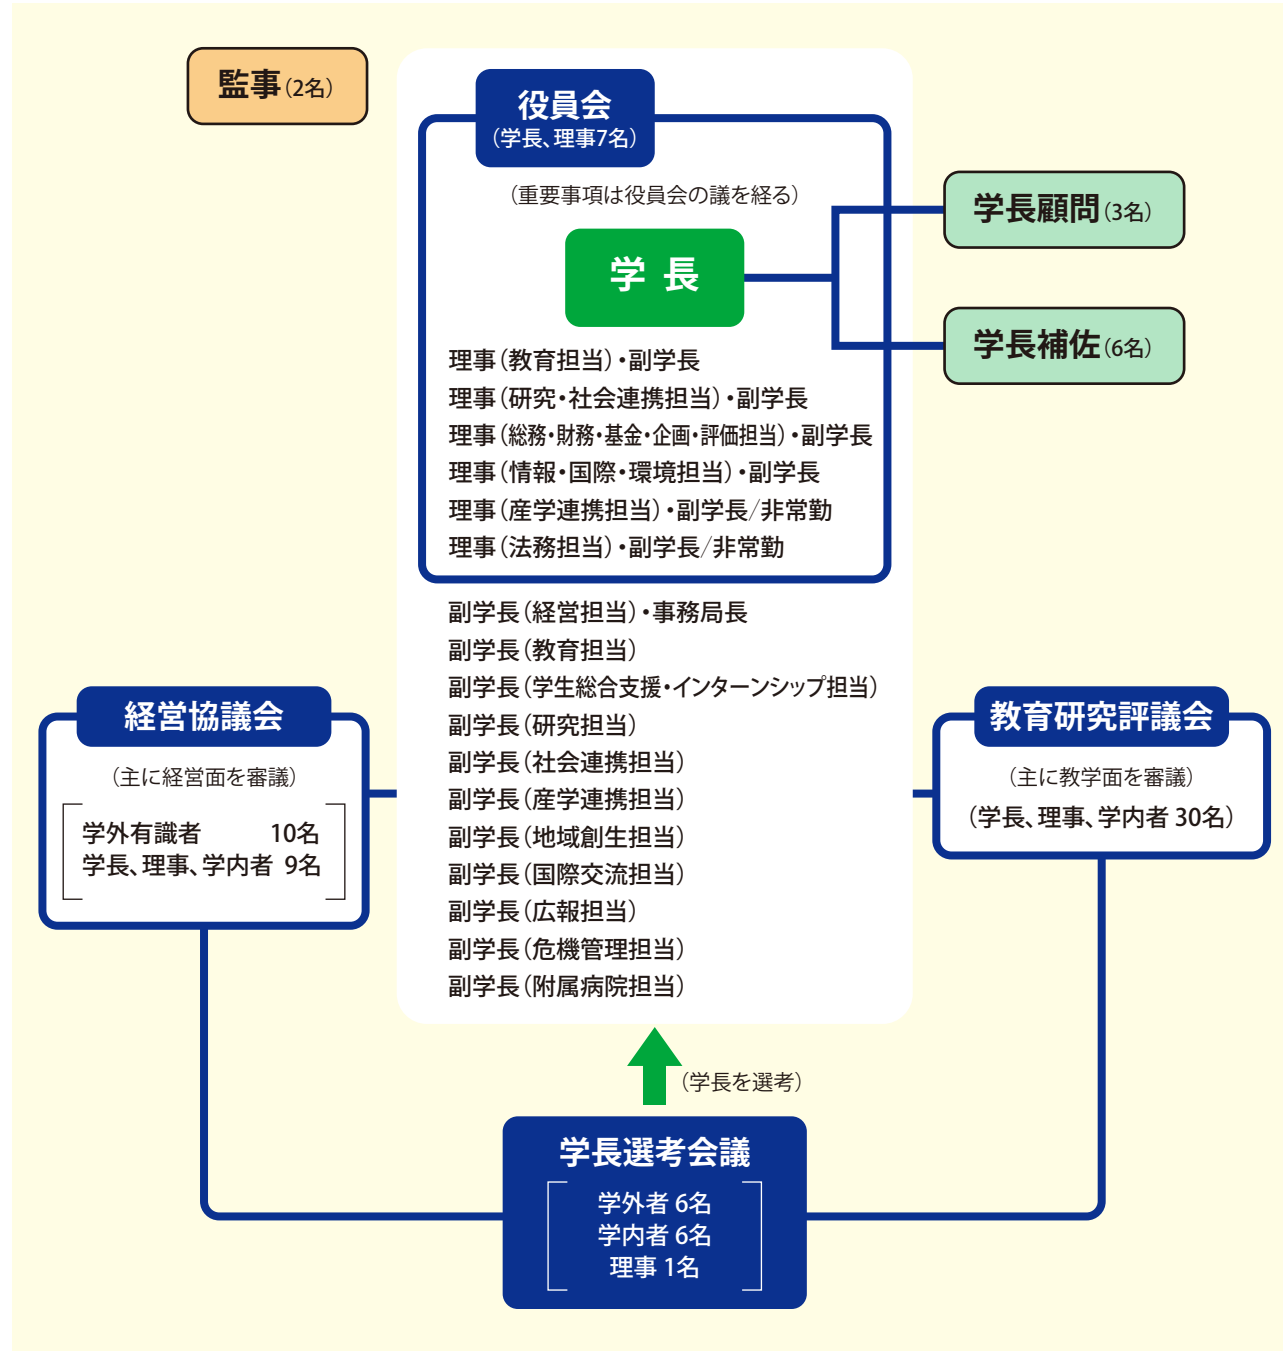 監事(2名)
役員会
(学長、理事7名)
(重要事項は役員会の議を経る)
学長
学長顧問(3名)
学長補佐(6名)
理事(教育担当)・副学長
理事(研究・社会連携担当)・副学長
理事(総務・財務・基金・企画・評価担当)・副学長
理事(情報・国際・環境担当)・副学長
理事(産学連携担当)・副学長/非常勤
理事(法務担当)・副学長/非常勤
副学長(経営担当)・事務局長
副学長(教育担当)
副学長(学生総合支援・インターンシップ担当)
副学長(研究担当)
副学長(社会連携担当)
副学長(産学連携担当)
副学長(地域創生担当)
副学長(国際交流担当)
副学長(広報担当)
副学長(危機管理担当)
副学長(附属病院担当)
経営協議会
(主に経営面を審議)
学外有識者 10名
学長、理事、学内者 9名
教育研究評議会
(主に教学面を審議)
(学長、理事、学内者 30名)
(学長を選考)
学長選考会議
学外者 6名
学内者 6名
理事 1名